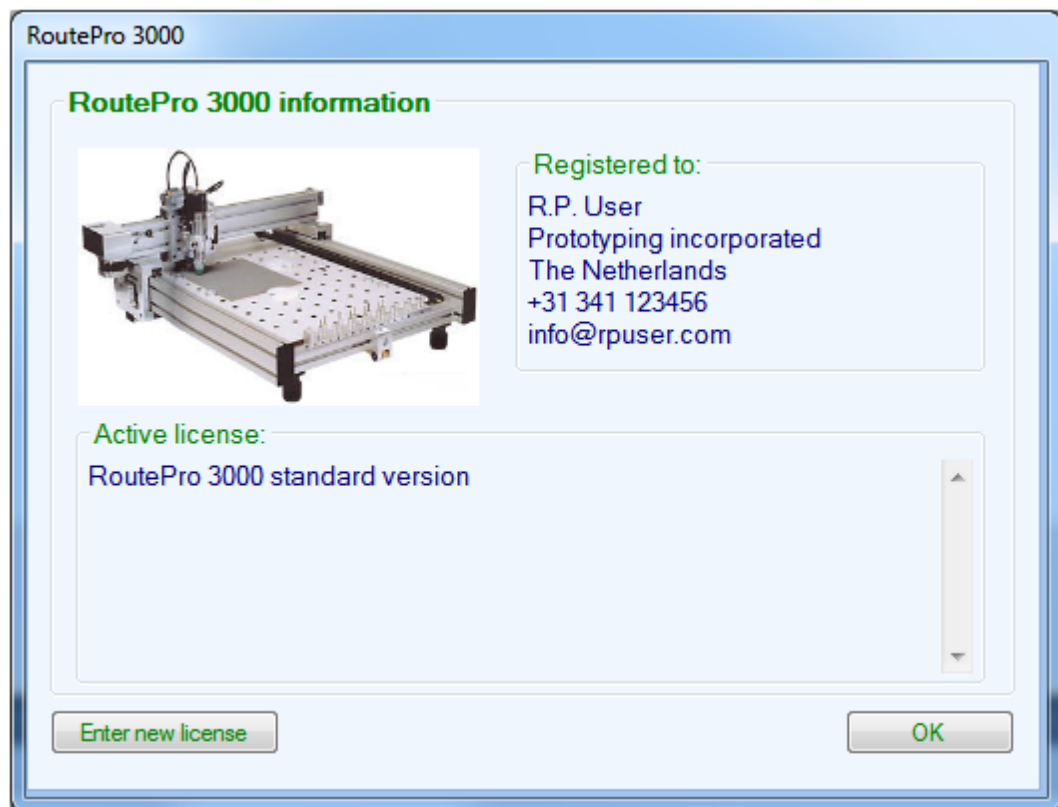 RoutePro 3000
RoutePro 3000 information
Registered to:
R.P. User
Prototyping incorporated
The Netherlands
+31 341 123456
info@rpuser.com
Active license:
RoutePro 3000 standard version
Enter new license
OK